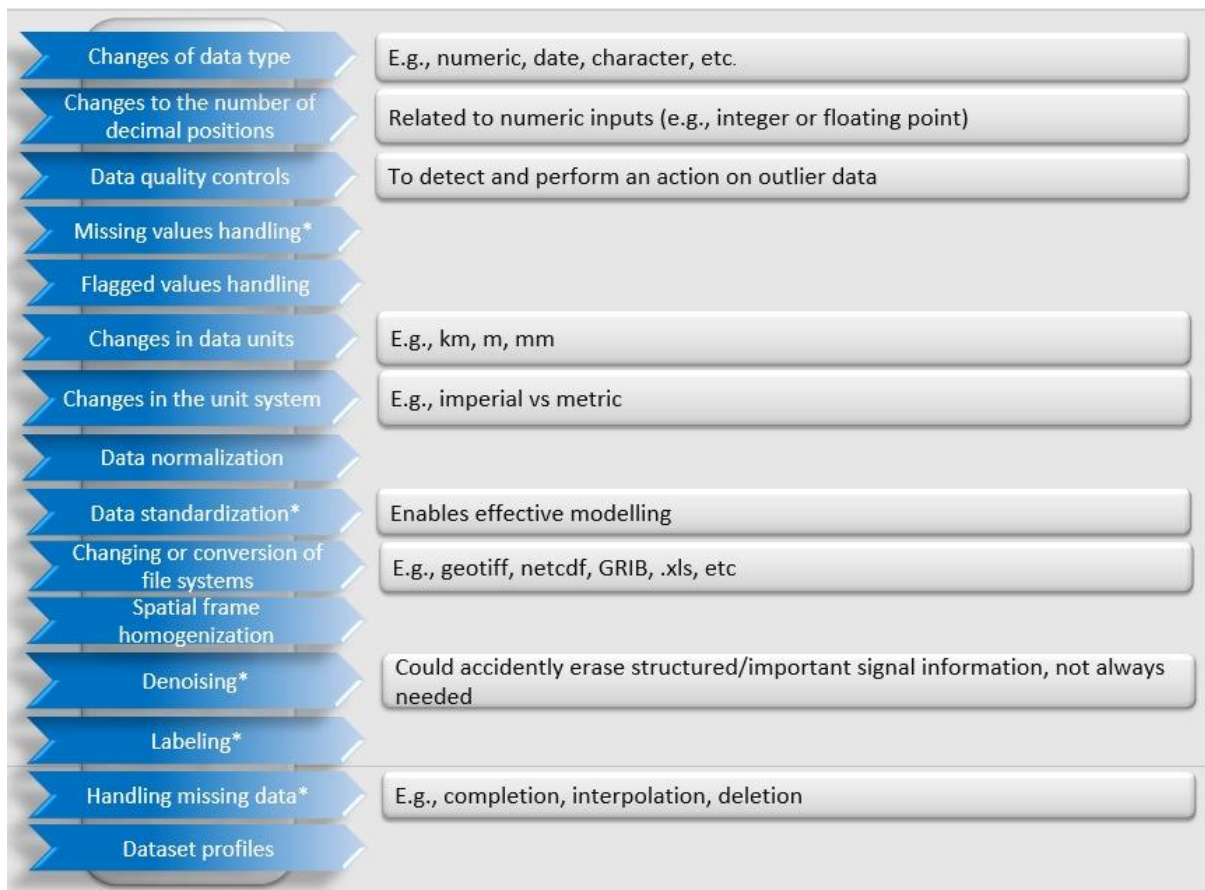 Changes of data type
E.g., numeric, date, character, etc.
Changes to the number of
decimal positions
Related to numeric inputs (e.g., integer or floating point)
Data quality controls
To detect and perform an action on outlier data
Missing values handling*
Flagged values handling
Changes in data units
E.g., km, m, mm
Changes in the unit system
E.g., imperial vs metric
Data normalization
Data standardization*
Enables effective modelling
Changing or conversion of
file systems
E.g., geotiff, netcdf, GRIB, .xls, etc
Spatial frame
homogenization
Denoising*
Could accidently erase structured/important signal information, not always
needed
Labeling*
Handling missing data*
E.g., completion, interpolation, deletion
Dataset profiles